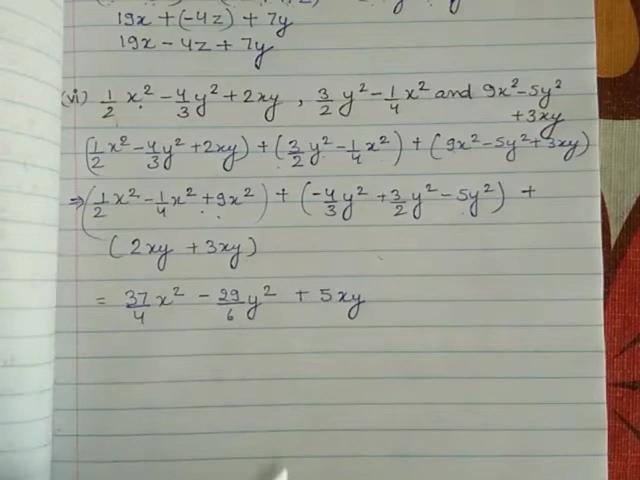 19x + (-4z) + 7y
19x - 4z + 7y
(vi) 1/2 x² - 4/3 y² + 2xy , 3/2 y² - 1/4 x² and 9x² - 5y²
+ 3xy
(1/2 x² - 4/3 y² + 2xy) + (3/2 y² - 1/4 x²) + (9x² - 5y² + 3xy)
⇒ (1/2 x² - 1/4 x² + 9x²) + (-4/3 y² + 3/2 y² - 5y²) +
(2xy + 3xy)
= 37/4 x² - 29/6 y² + 5xy